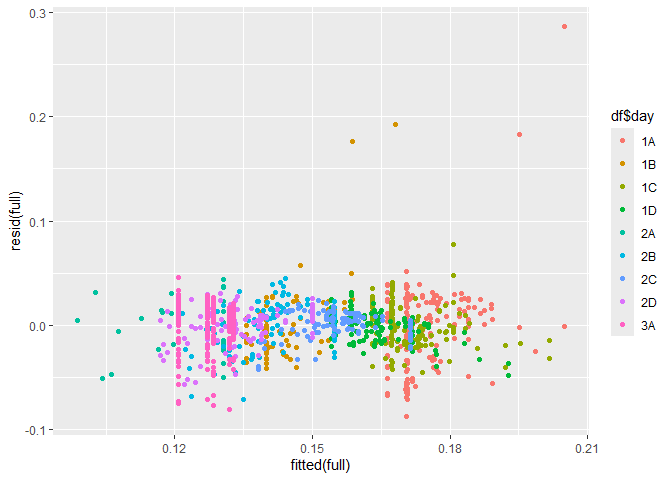 0.3
0.2
0.1
0.0
-0.1
resid(full)
0.12
0.15
0.18
0.21
fitted(full)
df$day
1A
1B
1C
1D
2A
2B
2C
2D
3A